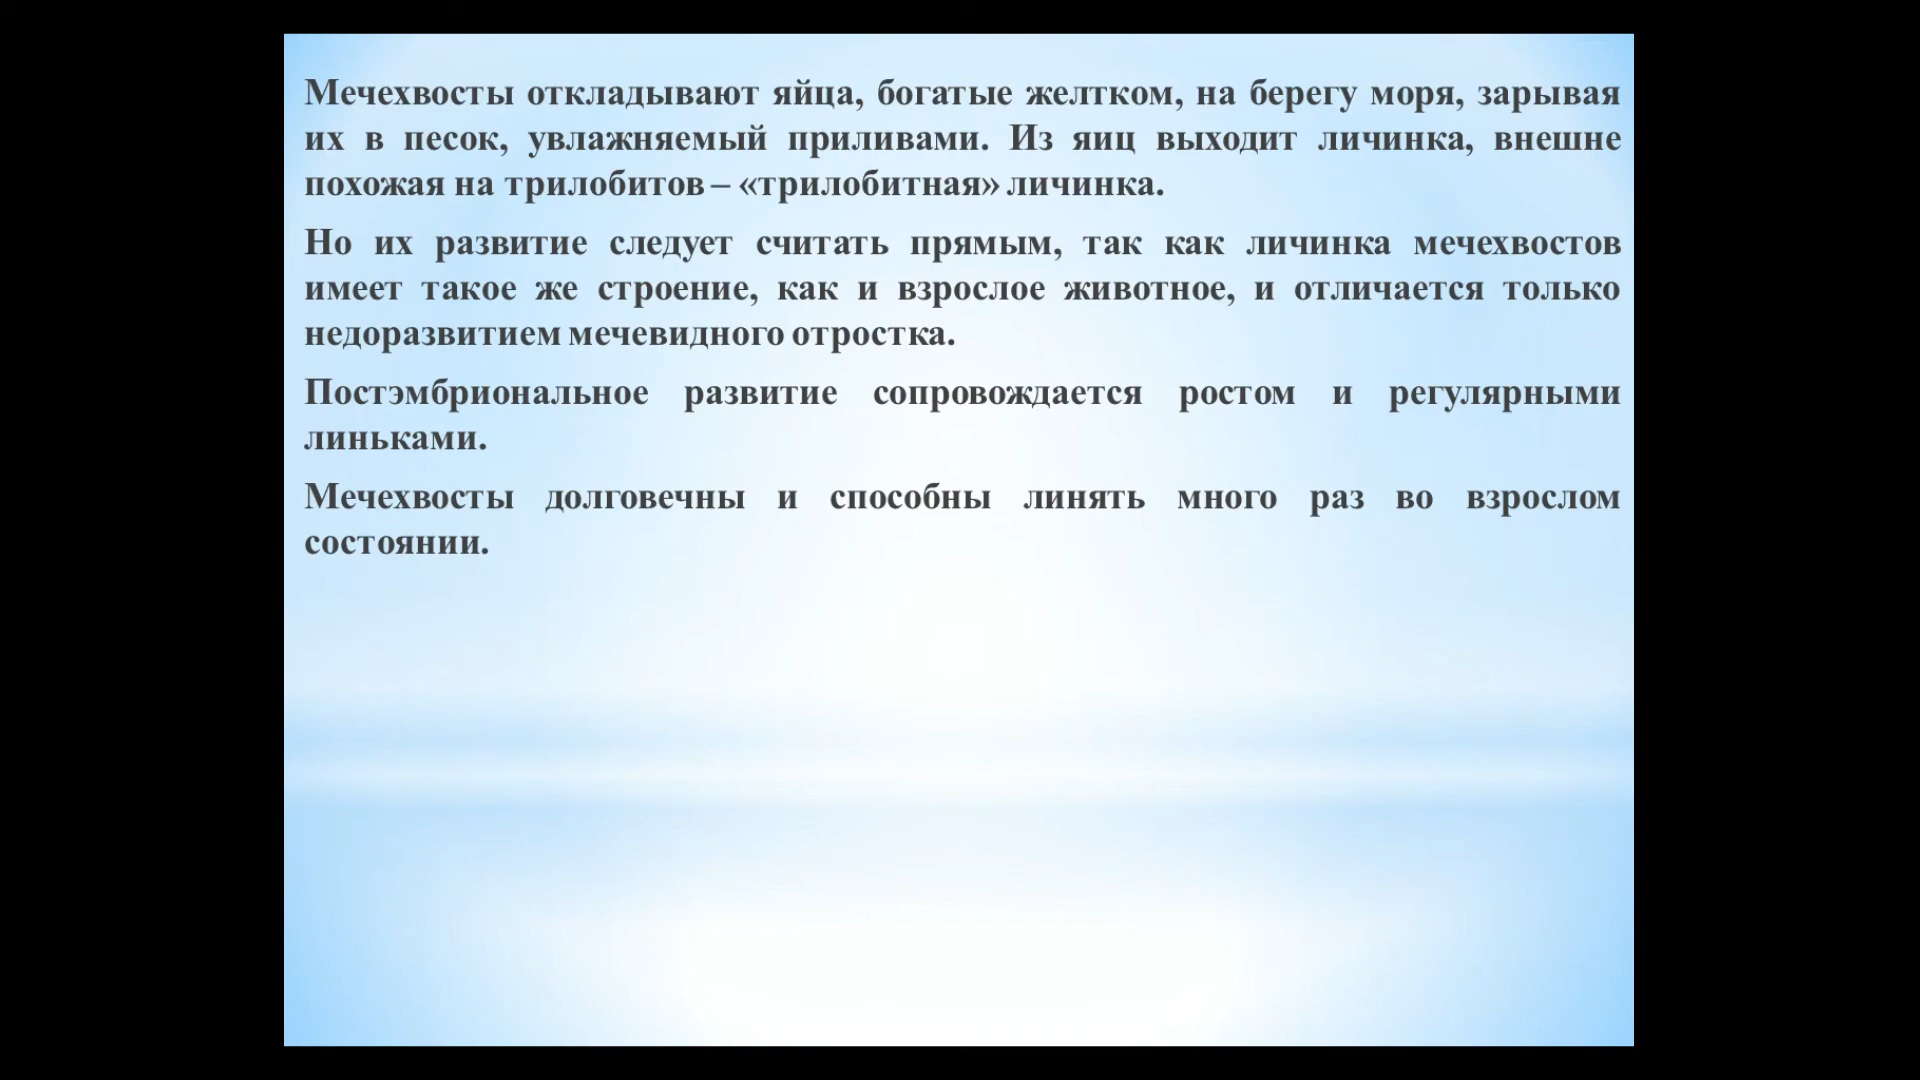 Мечехвосты откладывают яйца, богатые желтком, на берегу моря, зарывая
их в песок, увлажняемый приливами. Из яиц выходит личинка, внешне
похожая на трилобитов – «трилобитная» личинка.
Но их развитие следует считать прямым, так как личинка мечехвостов
имеет такое же строение, как и взрослое животное, и отличается только
недоразвитием мечевидного отростка.
Постэмбриональное развитие сопровождается ростом и регулярными
линьками.
Мечехвосты долговечны и способны линять много раз во взрослом
состоянии.